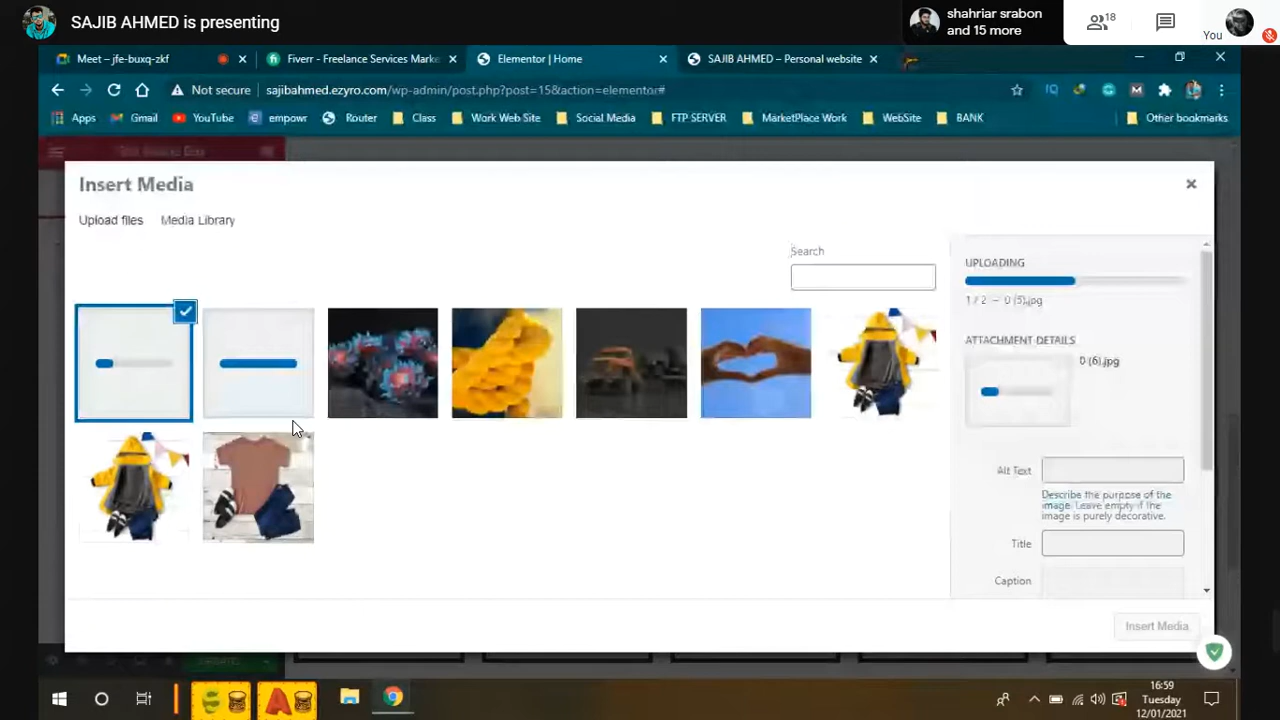 SAJIB AHMED is presenting
shahriar srabon
and 15 more
18
You
Meet – jfe-buxq-zkf
Fiverr - Freelance Services Marke
Elementor | Home
SAJIB AHMED – Personal website
Not secure
sajibahmed.ezyro.com/wp-admin/post.php?post=15&action=elementor#
Apps
Gmail
YouTube
empowr
Router
Class
Work Web Site
Social Media
FTP SERVER
MarketPlace Work
WebSite
BANK
Other bookmarks
Insert Media
Upload files
Media Library
Search
UPLOADING
1 / 2 – 0 (5).jpg
ATTACHMENT DETAILS
0 (6).jpg
Alt Text
Describe the purpose of the
image. Leave empty if the
image is purely decorative.
Title
Caption
Insert Media
16:59
Tuesday
12/01/2021